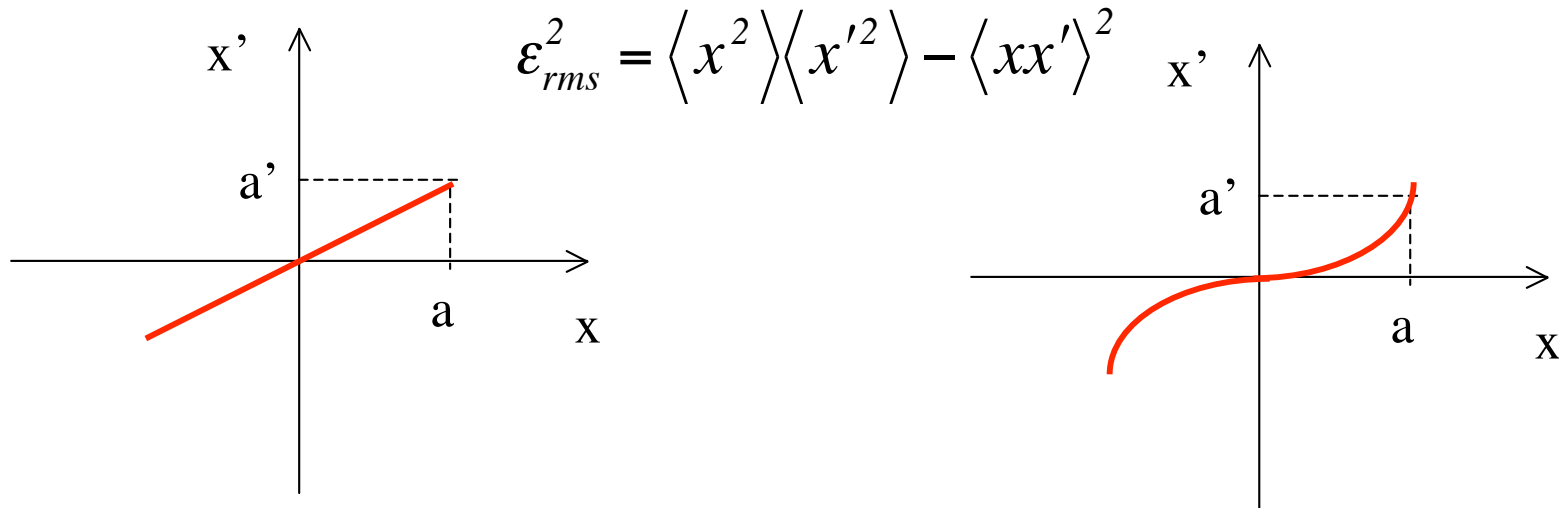 x’
ε²ᵣₘₛ = ⟨x²⟩⟨x′²⟩ − ⟨xx′⟩²
x’
a’
a’
a
x
a
x